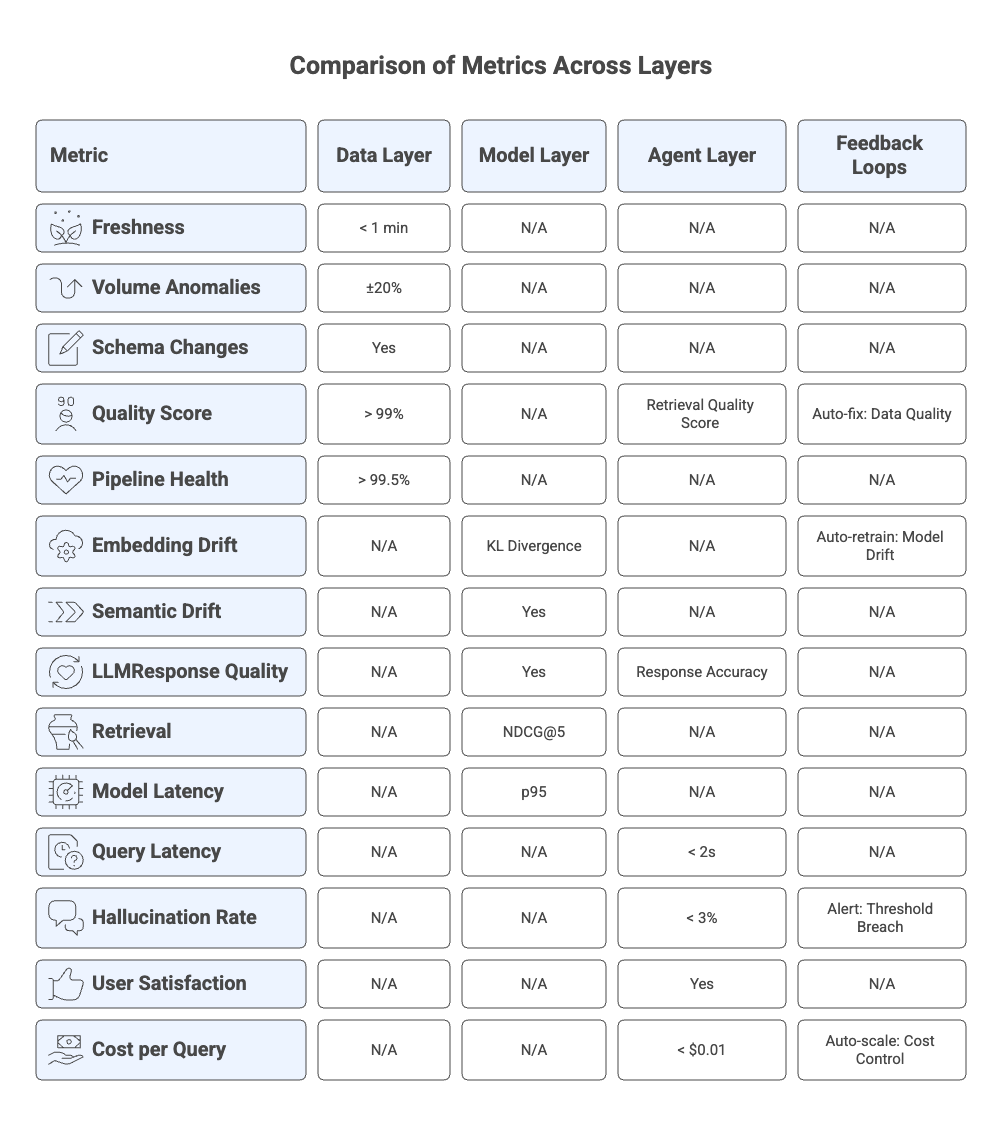 Comparison of Metrics Across Layers
Metric
Data Layer
Model Layer
Agent Layer
Feedback
Loops
Freshness
< 1 min
N/A
N/A
N/A
Volume Anomalies
±20%
N/A
N/A
N/A
Schema Changes
Yes
N/A
N/A
N/A
90
Quality Score
> 99%
N/A
Retrieval Quality
Score
Auto-fix: Data Quality
Pipeline Health
> 99.5%
N/A
N/A
N/A
Embedding Drift
N/A
KL Divergence
N/A
Auto-retrain: Model
Drift
Semantic Drift
N/A
Yes
N/A
N/A
LLMResponse Quality
N/A
Yes
Response Accuracy
N/A
Retrieval
N/A
NDCG@5
N/A
N/A
Model Latency
N/A
p95
N/A
N/A
Query Latency
N/A
N/A
< 2s
N/A
Hallucination Rate
N/A
N/A
< 3%
Alert: Threshold
Breach
User Satisfaction
N/A
N/A
Yes
N/A
Cost per Query
N/A
N/A
< $0.01
Auto-scale: Cost
Control